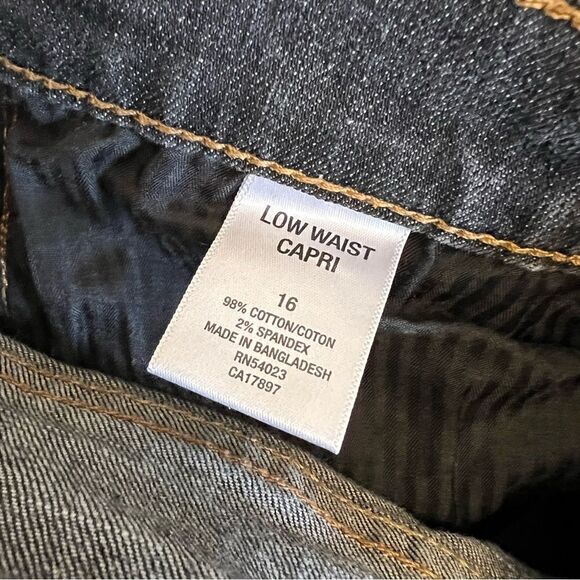 LOW WAIST
CAPRI
16
98% COTTON/COTON
2% SPANDEX
MADE IN BANGLADESH
RN54023
CA17897